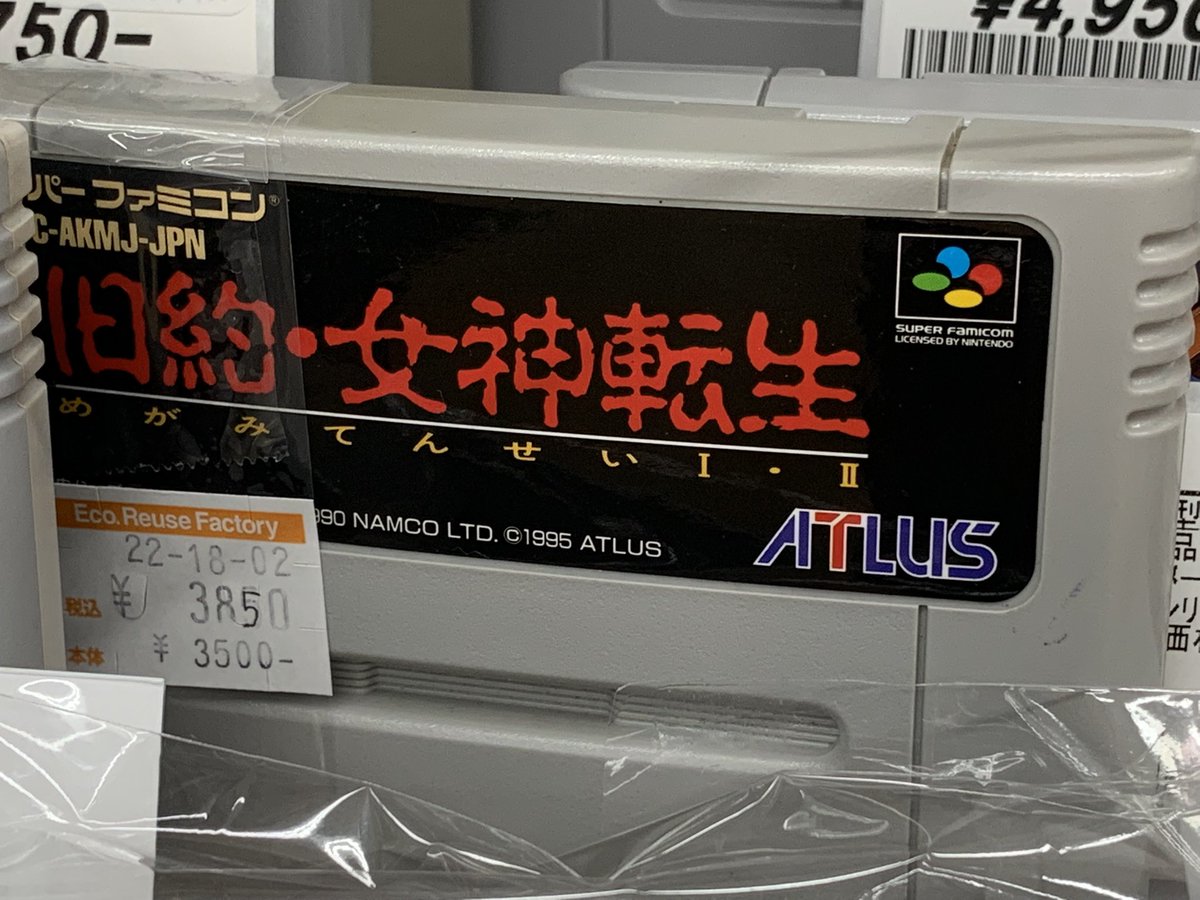 750-
¥4,950
パーファミコン®
C-AKMJ-JPN
旧約・女神転生
めがみてんせいI・II
SUPER FAMICOM
LICENSED BY NINTENDO
990 NAMCO LTD. ©1995 ATLUS
ATLUS
Eco.Reuse Factory
22-18-02
税込 ¥ 3850
本体 ¥ 3500-
型
品